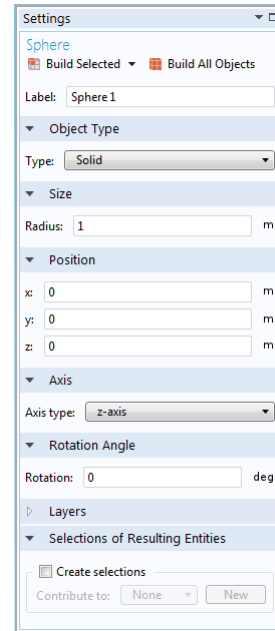 Settings
Sphere
Build Selected Build All Objects
Label: Sphere 1
Object Type
Type: Solid
Size
Radius: 1 m
Position
x: 0 m
y: 0 m
z: 0 m
Axis
Axis type: z-axis
Rotation Angle
Rotation: 0 deg
Layers
Selections of Resulting Entities
Create selections
Contribute to: None New